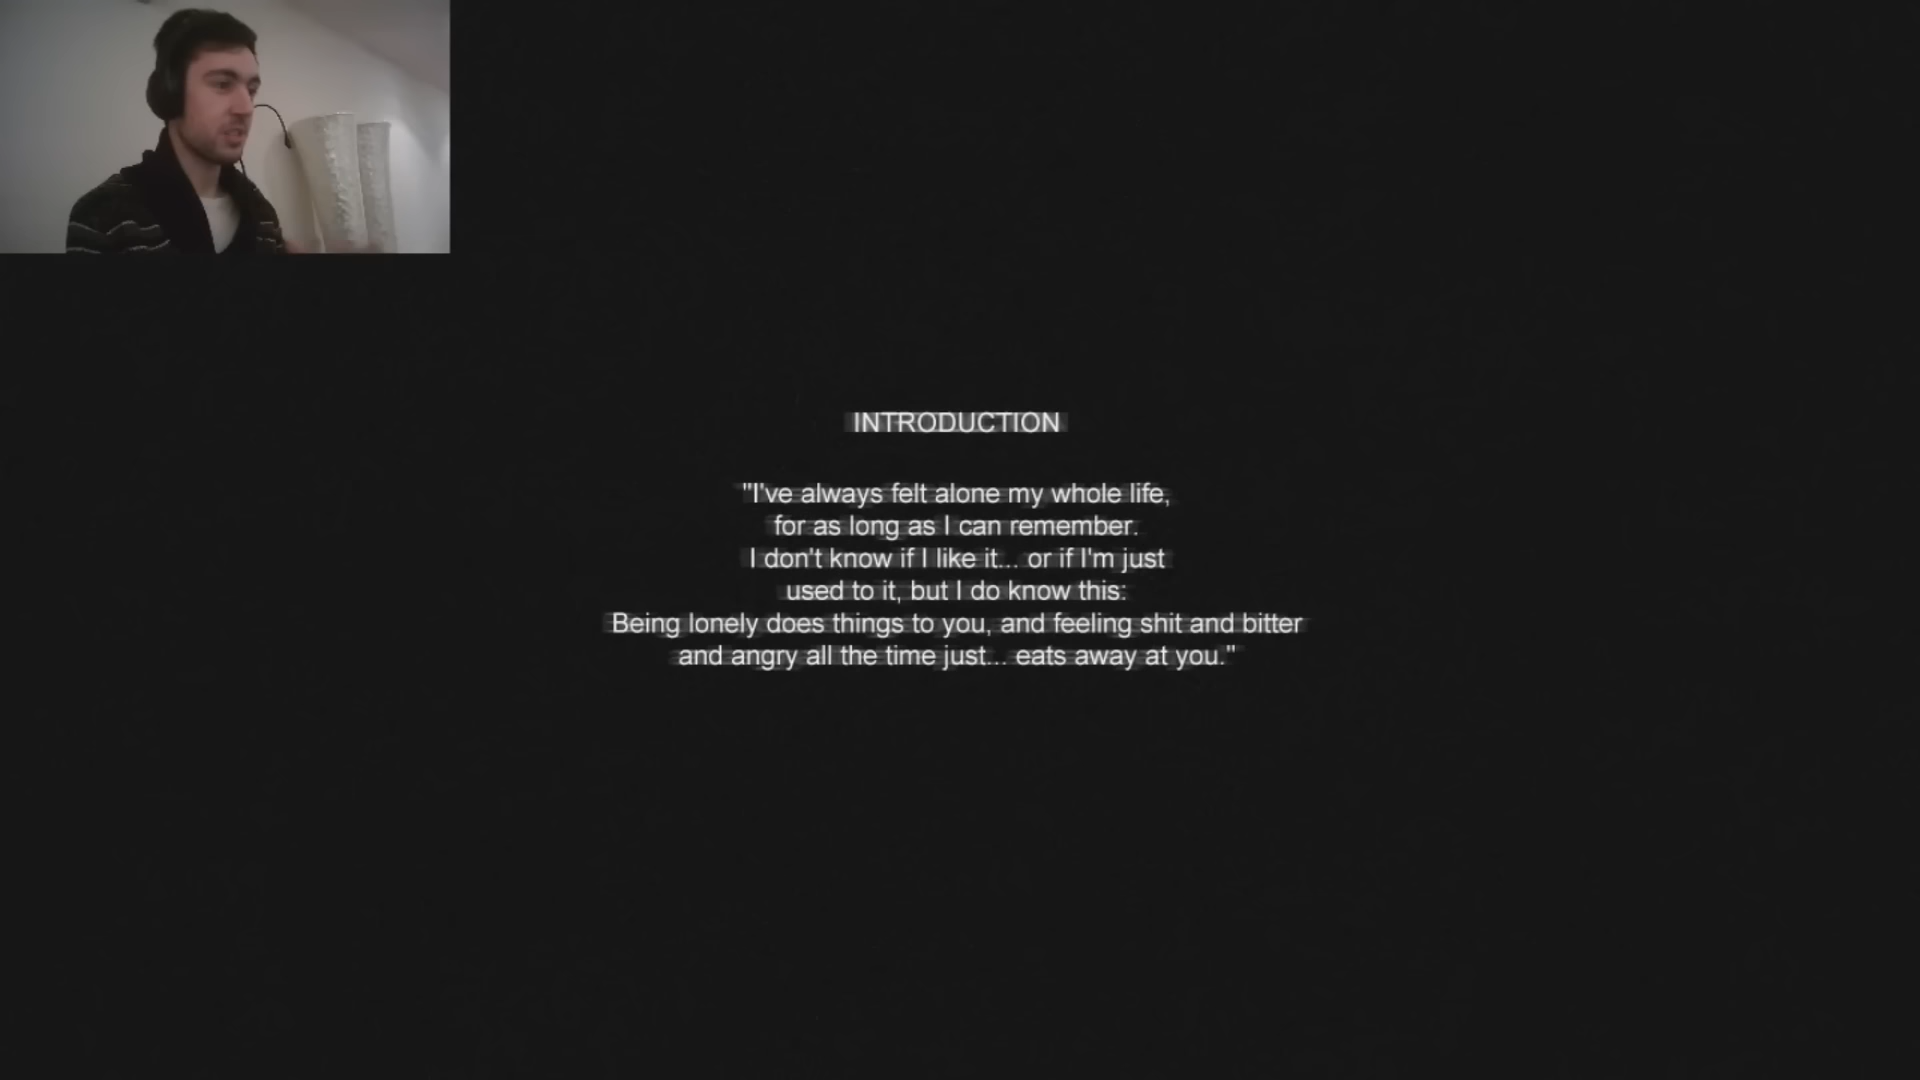 INTRODUCTION
"I've always felt alone my whole life,
for as long as I can remember.
I don't know if I like it... or if I'm just
used to it, but I do know this:
Being lonely does things to you, and feeling shit and bitter
and angry all the time just... eats away at you."